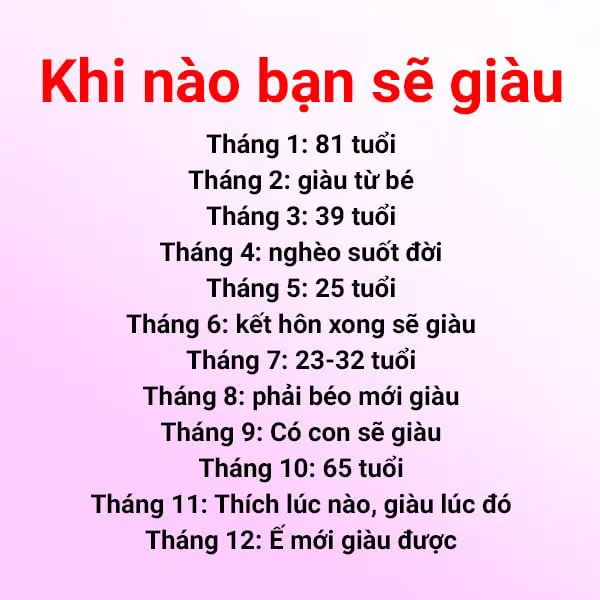 Khi nào bạn sẽ giàu
Tháng 1: 81 tuổi
Tháng 2: giàu từ bé
Tháng 3: 39 tuổi
Tháng 4: nghèo suốt đời
Tháng 5: 25 tuổi
Tháng 6: kết hôn xong sẽ giàu
Tháng 7: 23-32 tuổi
Tháng 8: phải béo mới giàu
Tháng 9: Có con sẽ giàu
Tháng 10: 65 tuổi
Tháng 11: Thích lúc nào, giàu lúc đó
Tháng 12: Ế mới giàu được